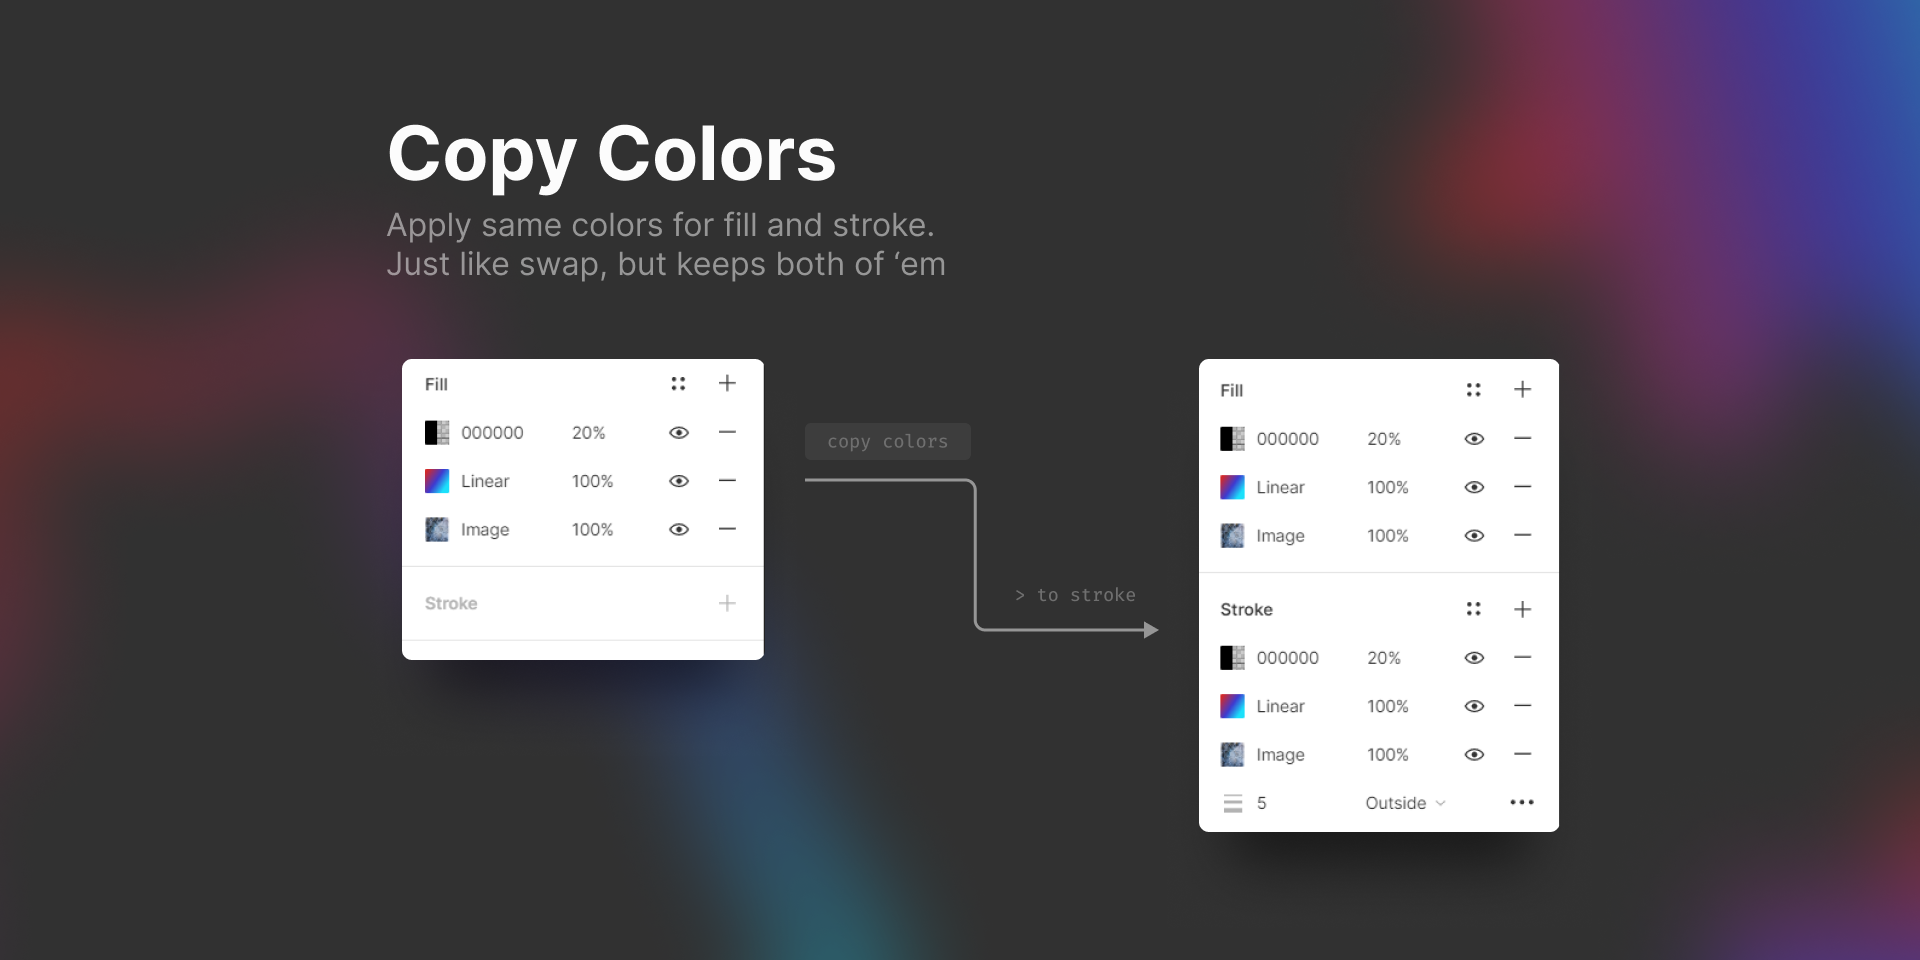 Copy Colors
Apply same colors for fill and stroke.
Just like swap, but keeps both of ‘em
Fill
000000 20%
Linear 100%
Image 100%
Stroke
copy colors
> to stroke
Fill
000000 20%
Linear 100%
Image 100%
Stroke
000000 20%
Linear 100%
Image 100%
5 Outside